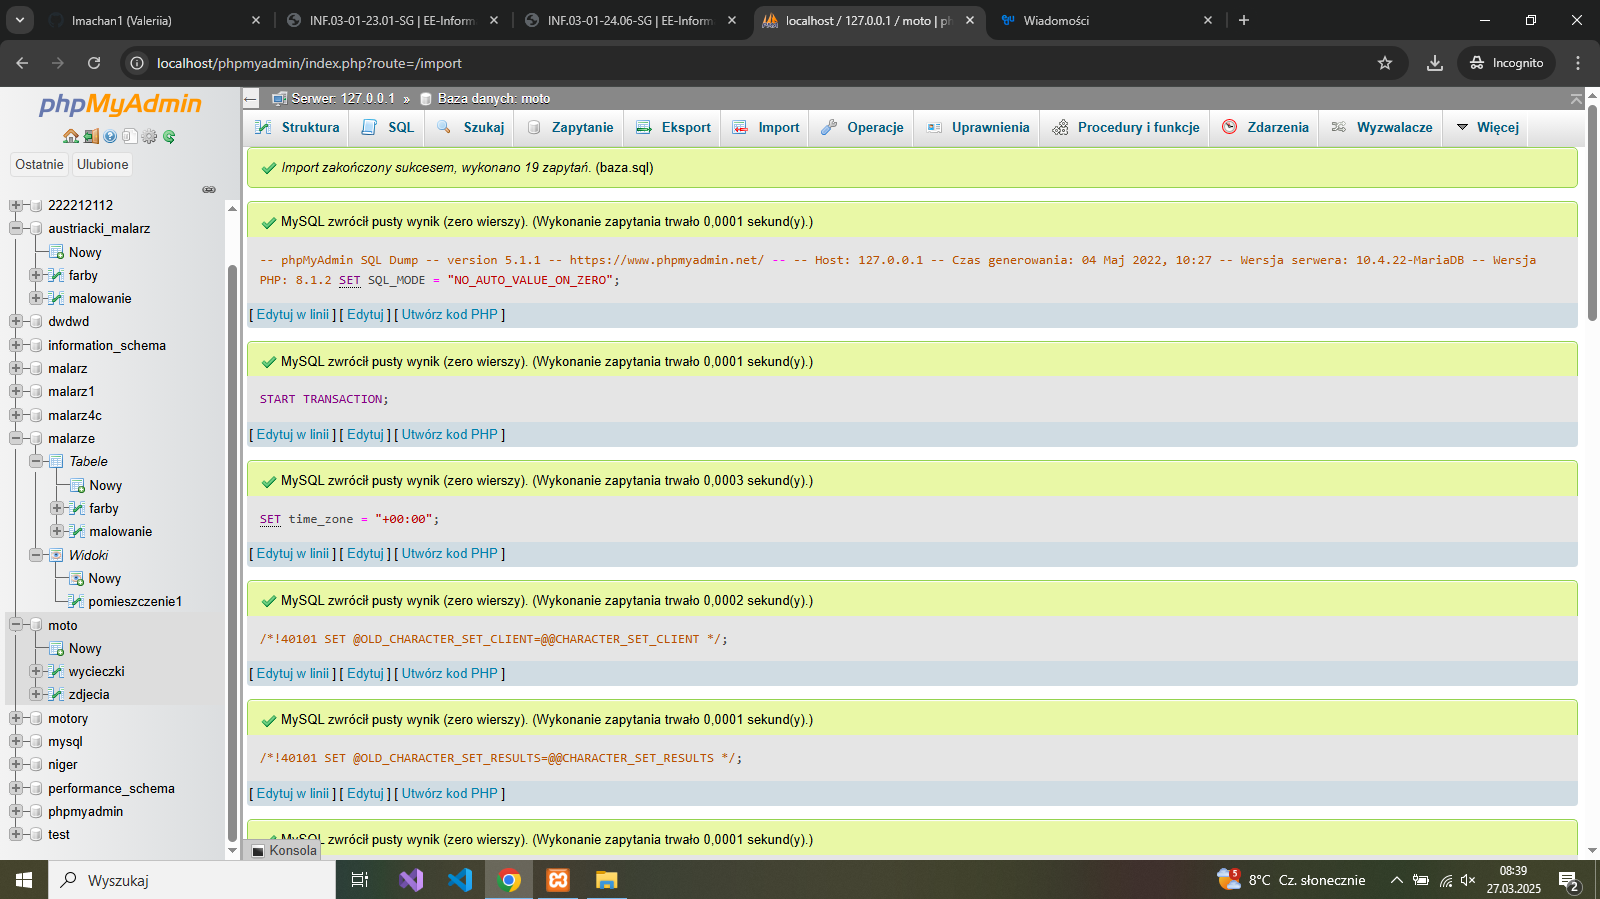 Imachan1 (Valeriia)
INF.03-01-23.01-SG | EE-Inform
INF.03-01-24.06-SG | EE-Inform
localhost / 127.0.0.1 / moto | ph
Wiadomości
localhost/phpmyadmin/index.php?route=/import
Incognito
phpMyAdmin
Ostatnie
Ulubione
222212112
austriacki_malarz
Nowy
farby
malowanie
dwdwd
information_schema
malarz
malarz1
malarz4c
malarze
Tabele
Nowy
farby
malowanie
Widoki
Nowy
pomieszczenie1
moto
Nowy
wycieczki
zdjecia
motory
mysql
niger
performance_schema
phpmyadmin
test
Serwer: 127.0.0.1 » Baza danych: moto
Struktura SQL Szukaj Zapytanie Eksport Import Operacje Uprawnienia Procedury i funkcje Zdarzenia Wyzwalacze Więcej
Import zakończony sukcesem, wykonano 19 zapytań. (baza.sql)
MySQL zwrócił pusty wynik (zero wierszy). (Wykonanie zapytania trwało 0,0001 sekund(y).)
-- phpMyAdmin SQL Dump -- version 5.1.1 -- https://www.phpmyadmin.net/ -- -- Host: 127.0.0.1 -- Czas generowania: 04 Maj 2022, 10:27 -- Wersja serwera: 10.4.22-MariaDB -- Wersja
PHP: 8.1.2 SET SQL_MODE = "NO_AUTO_VALUE_ON_ZERO";
[ Edytuj w linii ] [ Edytuj ] [ Utwórz kod PHP ]
MySQL zwrócił pusty wynik (zero wierszy). (Wykonanie zapytania trwało 0,0001 sekund(y).)
START TRANSACTION;
[ Edytuj w linii ] [ Edytuj ] [ Utwórz kod PHP ]
MySQL zwrócił pusty wynik (zero wierszy). (Wykonanie zapytania trwało 0,0003 sekund(y).)
SET time_zone = "+00:00";
[ Edytuj w linii ] [ Edytuj ] [ Utwórz kod PHP ]
MySQL zwrócił pusty wynik (zero wierszy). (Wykonanie zapytania trwało 0,0002 sekund(y).)
/*!40101 SET @OLD_CHARACTER_SET_CLIENT=@@CHARACTER_SET_CLIENT */;
[ Edytuj w linii ] [ Edytuj ] [ Utwórz kod PHP ]
MySQL zwrócił pusty wynik (zero wierszy). (Wykonanie zapytania trwało 0,0001 sekund(y).)
/*!40101 SET @OLD_CHARACTER_SET_RESULTS=@@CHARACTER_SET_RESULTS */;
[ Edytuj w linii ] [ Edytuj ] [ Utwórz kod PHP ]
MySQL zwrócił pusty wynik (zero wierszy). (Wykonanie zapytania trwało 0,0001 sekund(y).)
Konsola
Wyszukaj
5
8°C Cz. słonecznie
08:39
27.03.2025
2